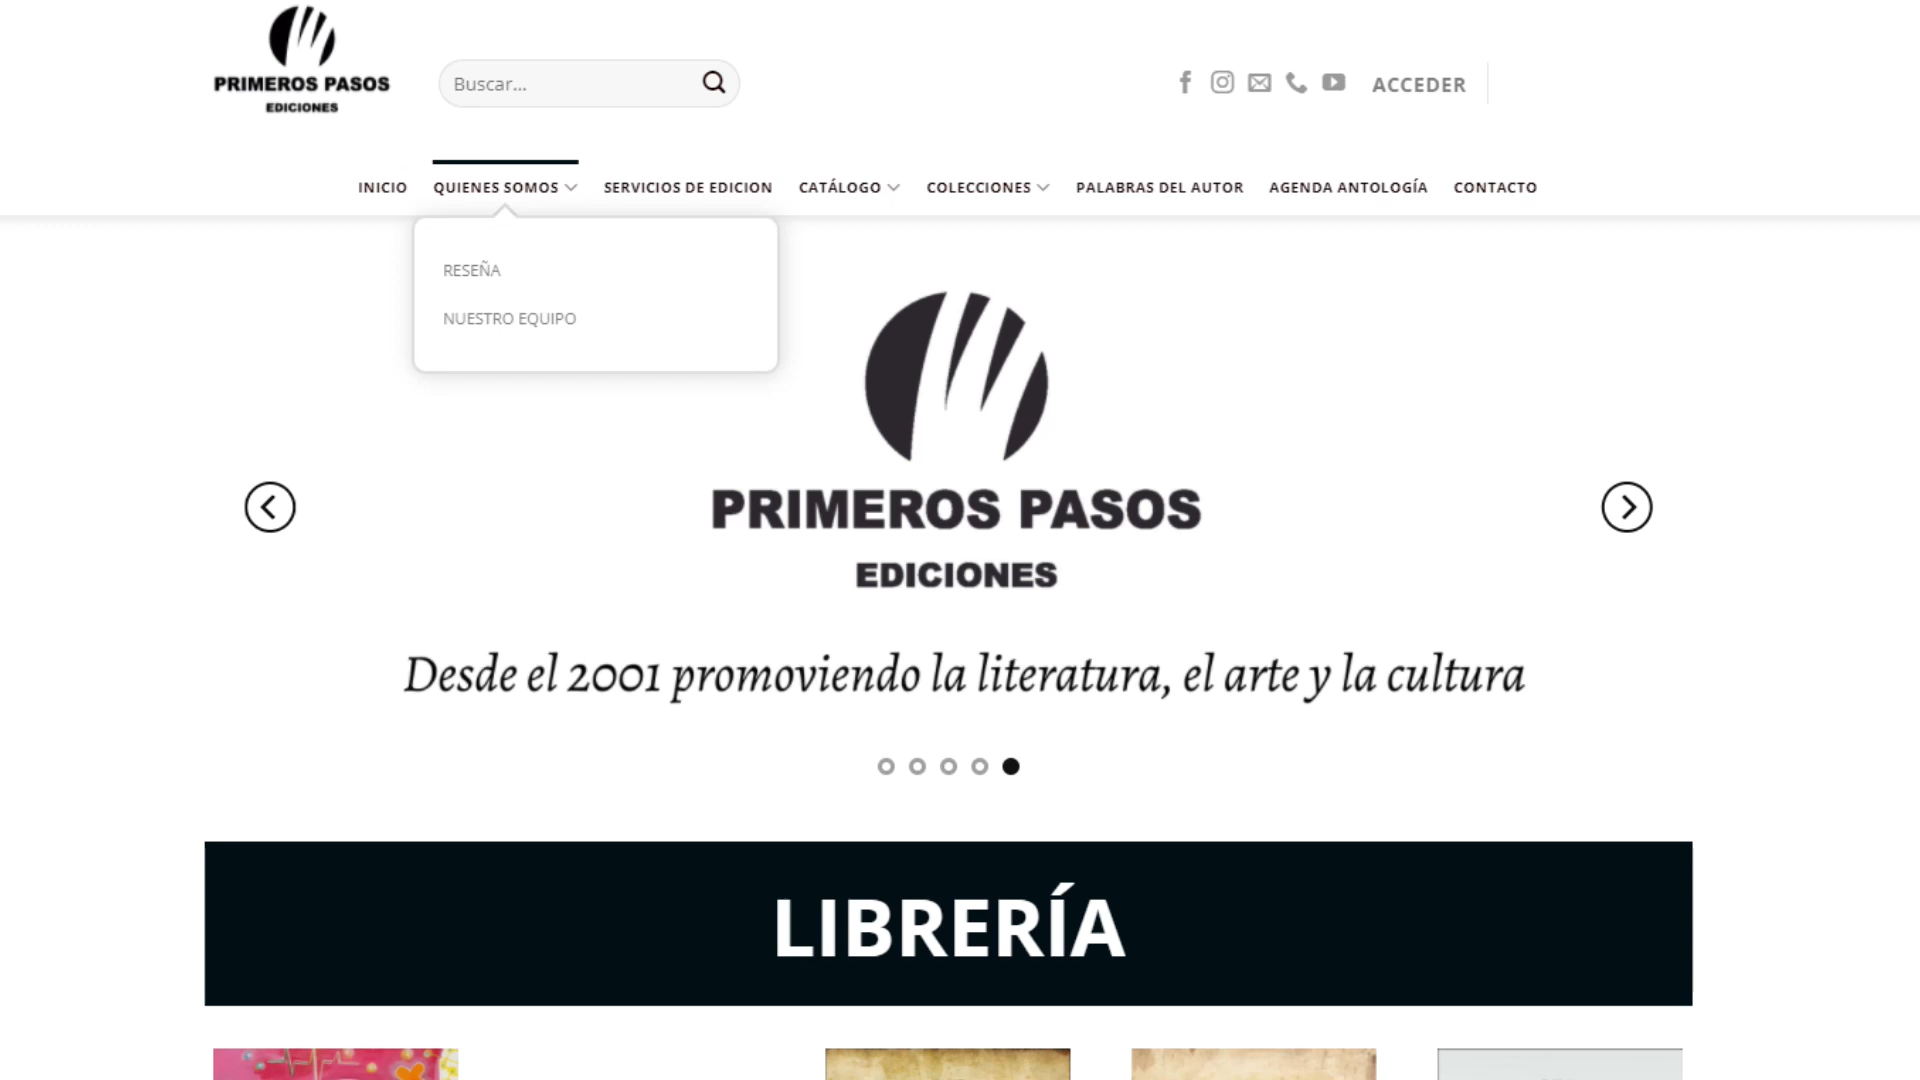 PRIMEROS PASOS
EDICIONES
Buscar...
ACCEDER
INICIO
QUIENES SOMOS
SERVICIOS DE EDICION
CATÁLOGO
COLECCIONES
PALABRAS DEL AUTOR
AGENDA ANTOLOGÍA
CONTACTO
RESEÑA
NUESTRO EQUIPO
PRIMEROS PASOS
EDICIONES
Desde el 2001 promoviendo la literatura, el arte y la cultura
LIBRERÍA